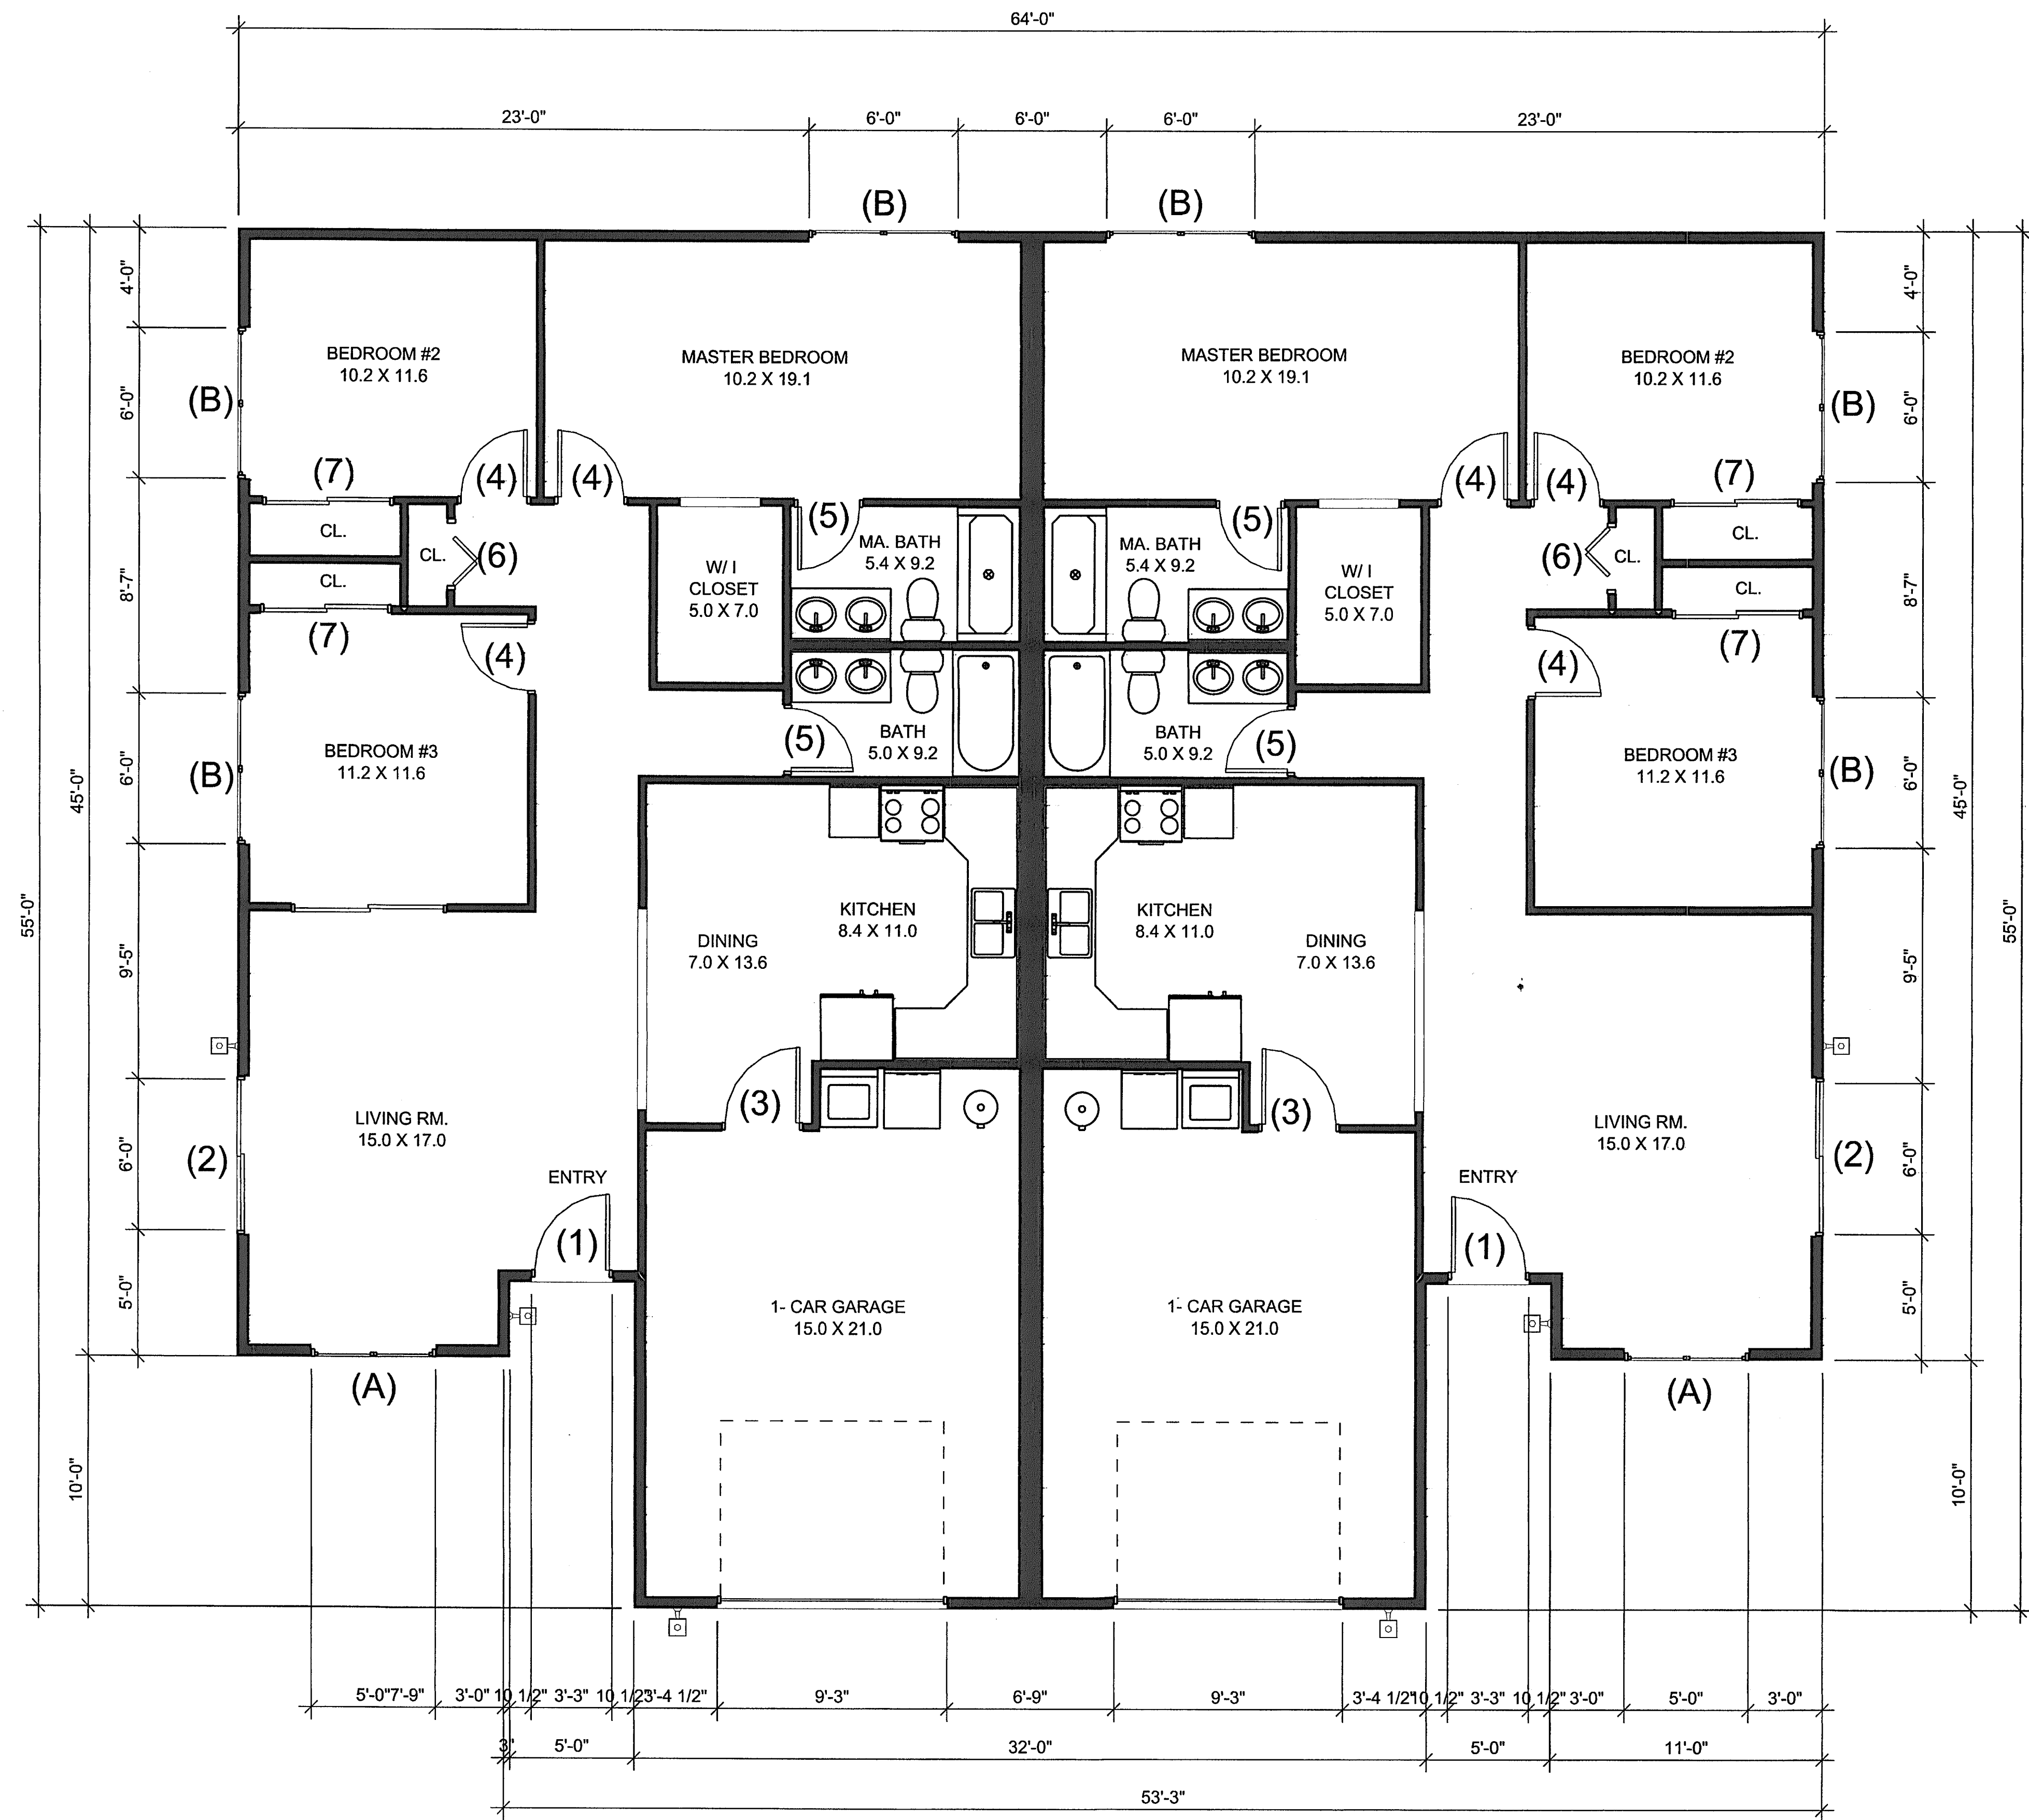 64'-0"
23'-0" 6'-0" 6'-0" 6'-0" 23'-0"
(B) (B)
4'-0" 4'-0"
BEDROOM #2 MASTER BEDROOM MASTER BEDROOM BEDROOM #2
10.2 X 11.6 10.2 X 19.1 10.2 X 19.1 10.2 X 11.6
6'-0" (B) (B) 6'-0"
(7) (4) (4) (4) (4) (7)
(5) (5)
CL. CL. (6) MA. BATH MA. BATH (6) CL. CL.
5.4 X 9.2 5.4 X 9.2
8'-7" CL. W/ I W/ I CL. 8'-7"
CLOSET CLOSET
5.0 X 7.0 5.0 X 7.0
(7) (4) (4) (7)
(5) BATH BATH (5)
5.0 X 9.2 5.0 X 9.2
BEDROOM #3 BEDROOM #3
11.2 X 11.6 11.2 X 11.6
45'-0" 6'-0" (B) (B) 6'-0" 45'-0"
55'-0" KITCHEN KITCHEN 55'-0"
8.4 X 11.0 8.4 X 11.0
9'-5" DINING DINING 9'-5"
7.0 X 13.6 7.0 X 13.6
(3) (3)
LIVING RM. LIVING RM.
15.0 X 17.0 15.0 X 17.0
6'-0" (2) (2) 6'-0"
ENTRY ENTRY
(1) (1)
5'-0" 1- CAR GARAGE 1- CAR GARAGE 5'-0"
15.0 X 21.0 15.0 X 21.0
(A) (A)
10'-0" 10'-0"
5'-0" 7'-9" 3'-0" 10 1/2" 3'-3" 10 1/2" 3'-4 1/2" 9'-3" 6'-9" 9'-3" 3'-4 1/2" 10 1/2" 3'-3" 10 1/2" 3'-0" 5'-0" 3'-0"
3" 5'-0" 32'-0" 5'-0" 11'-0"
53'-3"